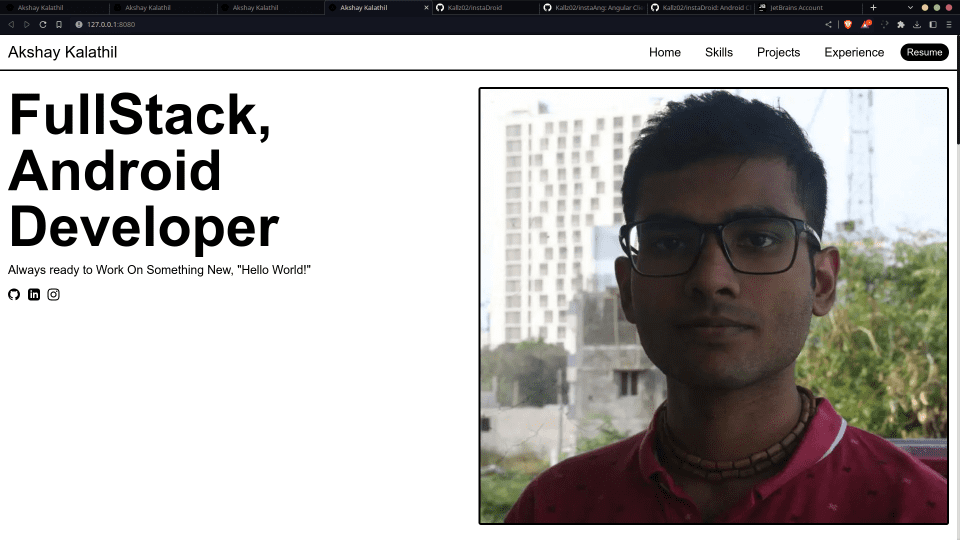 Akshay Kalathil
Akshay Kalathil
Akshay Kalathil
Akshay Kalathil
Kallz02/instaDroid
Kallz02/instaAng: Angular Cli
Kallz02/instaDroid: Android C
JetBrains Account
127.0.0.1:8080
Akshay Kalathil
Home
Skills
Projects
Experience
Resume
FullStack,
Android
Developer
Always ready to Work On Something New, "Hello World!"